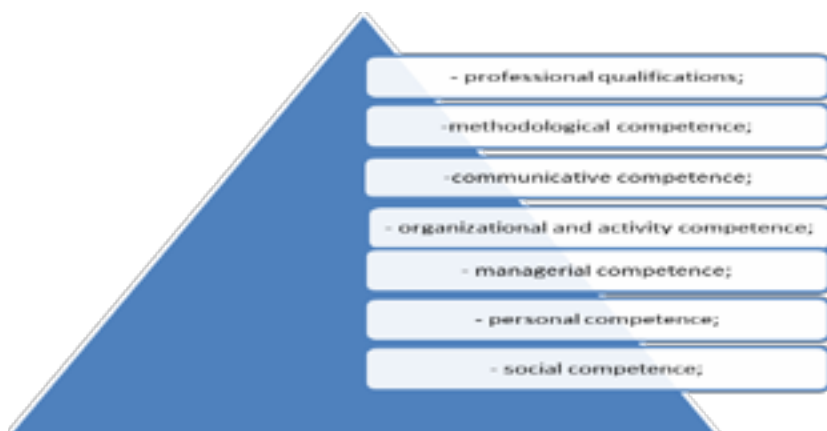 - professional qualifications;
-methodological competence;
-communicative competence;
- organizational and activity competence;
- managerial competence;
- personal competence;
- social competence;